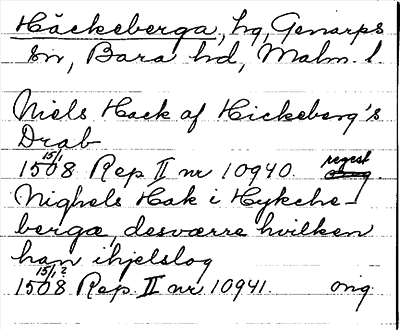 Häckeberga, hg, Genarps
sn, Bara hd, Malm. l.
Niels Hack af Hickeberg's
Drab
15/1 1508 Rep II nr 10940. regest
Nighels Hak i Hykche-
berga, desværre hvilken
han ihjelslog
15/1 1508 Rep. II nr 10941. orig